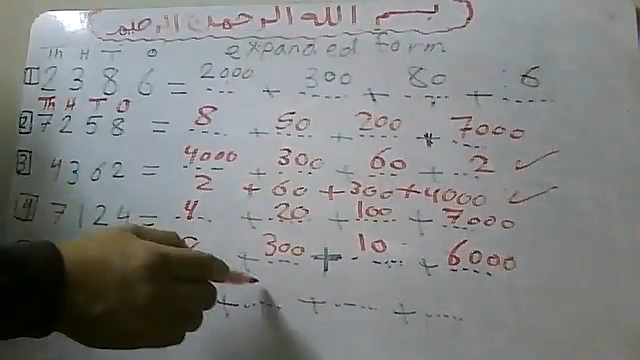 بسم الله الرحمن الرحيم
expanded form
Th H T O
1 2 3 8 6 = 2000 + 300 + 80 + 6
Th H T O
2 7 2 5 8 = 8 + 50 + 200 + 7000
3 4 3 6 2 = 4000 + 300 + 60 + 2 ✓
2 + 60 + 300 + 4000 ✓
4 7 1 2 4 = 4 + 20 + 100 + 7000
+ 300 + 10 + 6000
+ .... + .... + ....